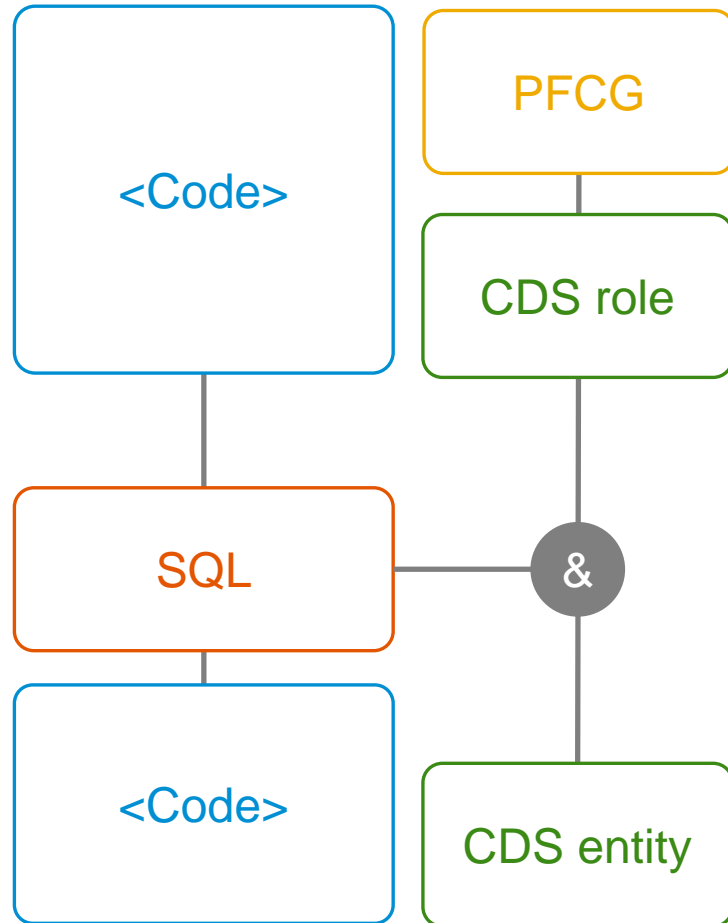 <Code>
PFCG
CDS role
SQL
&
<Code>
CDS entity